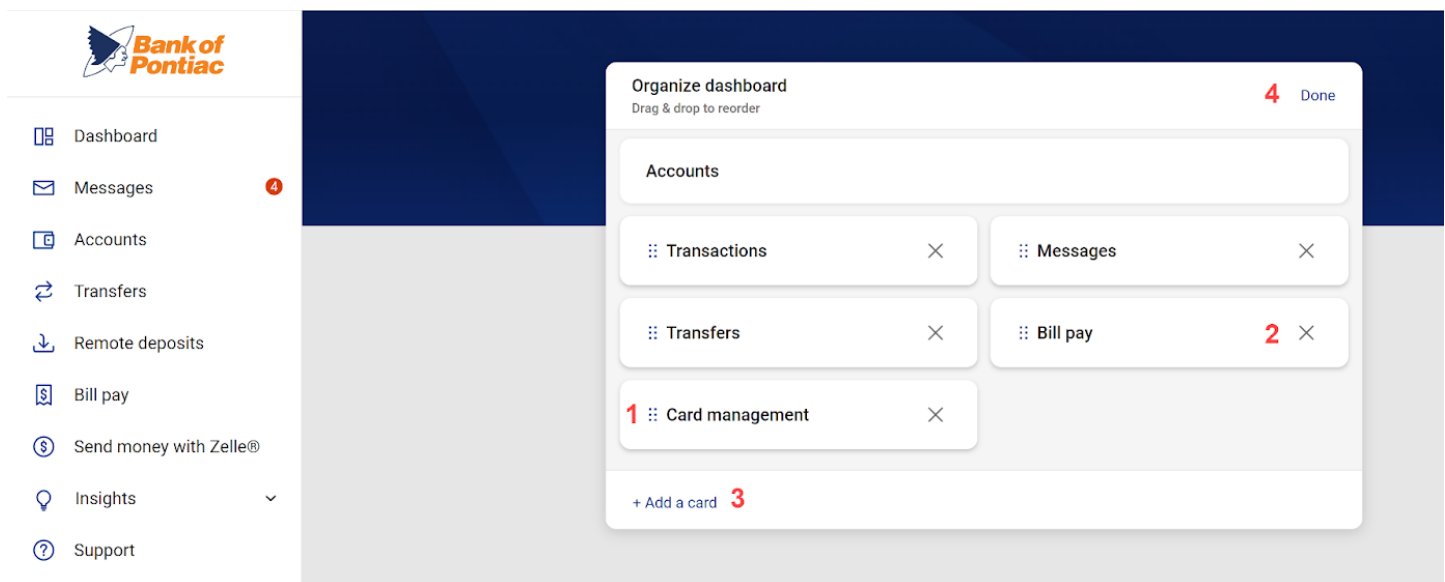 Bank of
Pontiac
Dashboard
Messages 4
Accounts
Transfers
Remote deposits
Bill pay
Send money with Zelle®
Insights
Support
Organize dashboard
Drag & drop to reorder
4 Done
Accounts
Transactions
Messages
Transfers
Bill pay 2
1 Card management
+ Add a card 3